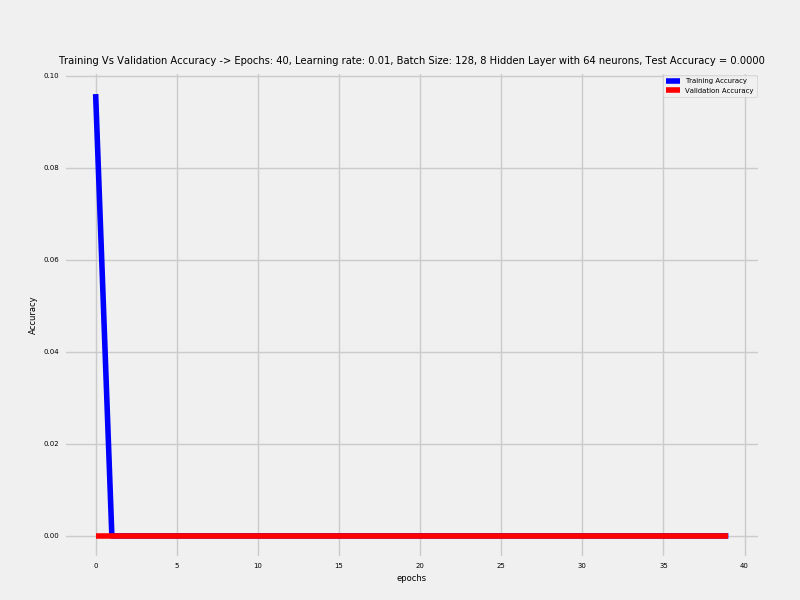 Training Vs Validation Accuracy -> Epochs: 40, Learning rate: 0.01, Batch Size: 128, 8 Hidden Layer with 64 neurons, Test Accuracy = 0.0000
Training Accuracy
Validation Accuracy
0.10
0.08
0.06
0.04
0.02
0.00
Accuracy
0 5 10 15 20 25 30 35 40
epochs